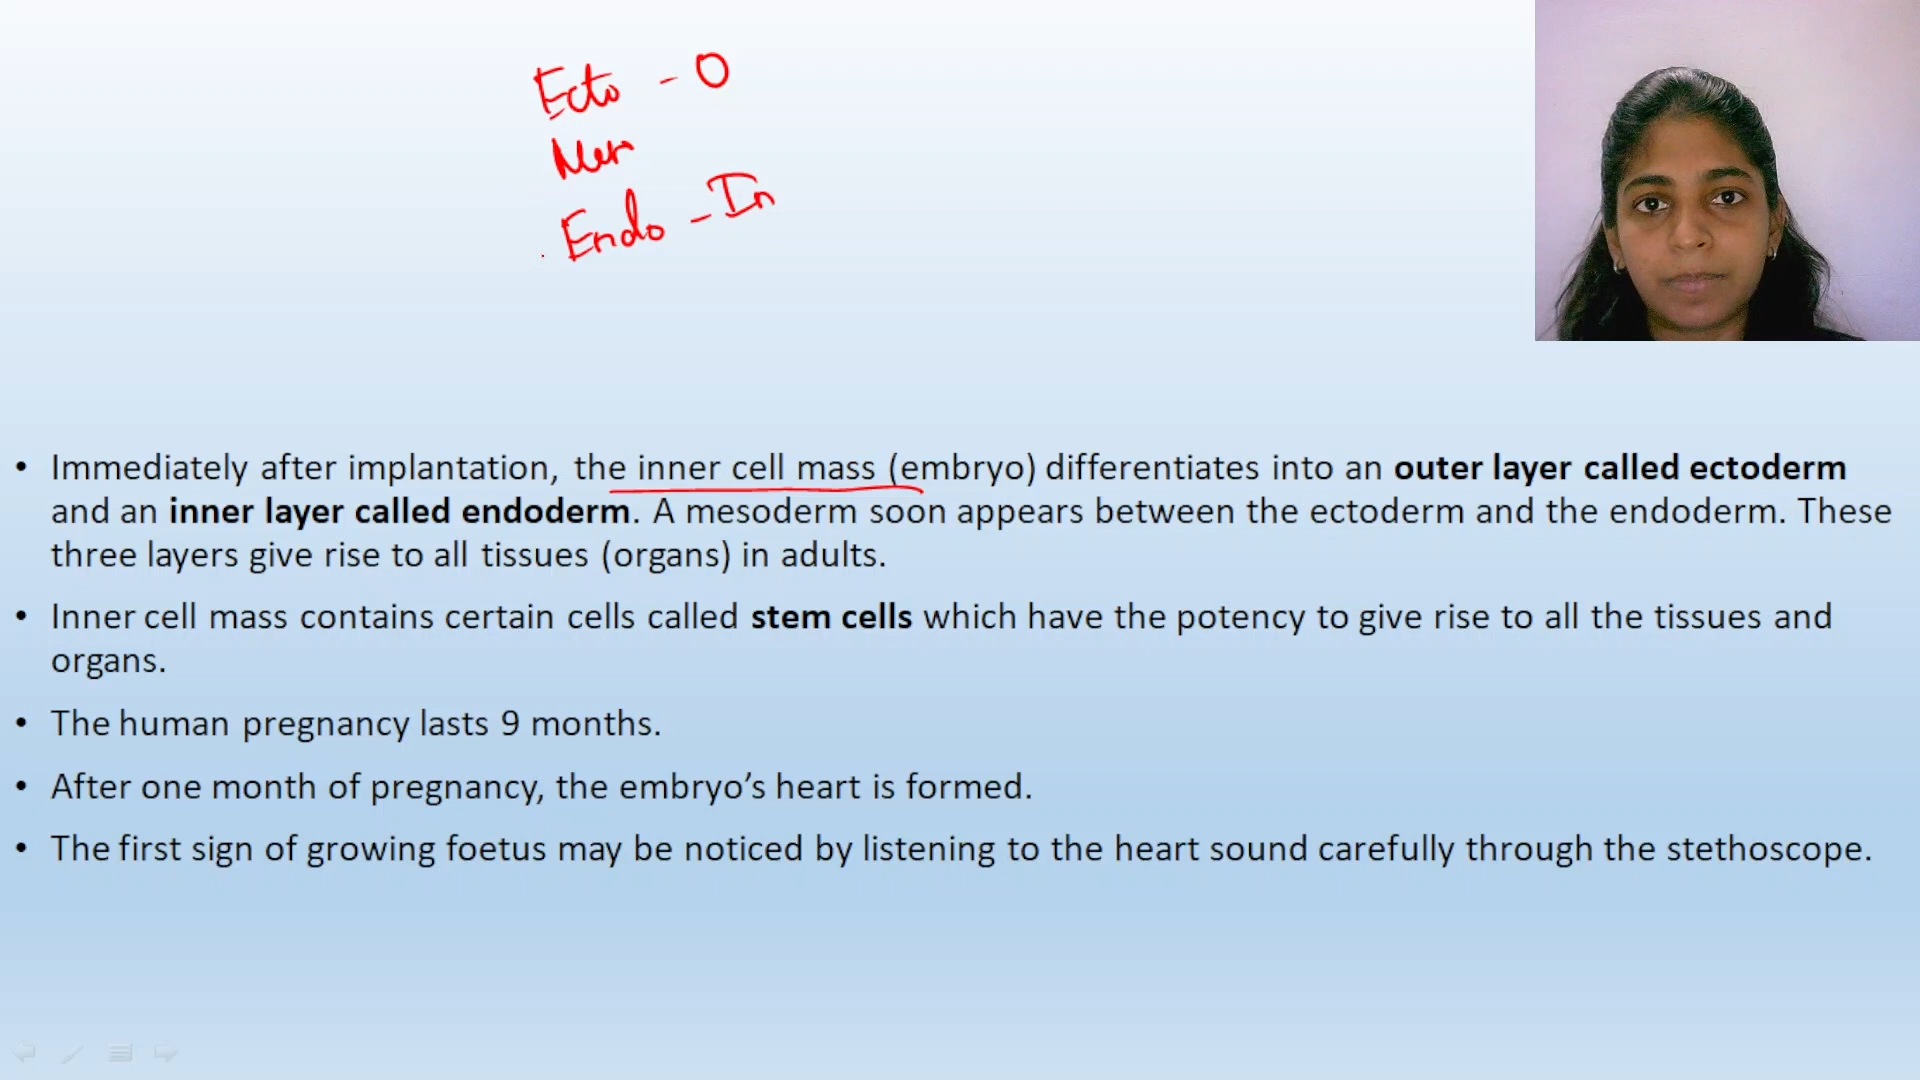 Ecto - O
Endo - In
• Immediately after implantation, the inner cell mass (embryo) differentiates into an outer layer called ectoderm
and an inner layer called endoderm. A mesoderm soon appears between the ectoderm and the endoderm. These
three layers give rise to all tissues (organs) in adults.
• Inner cell mass contains certain cells called stem cells which have the potency to give rise to all the tissues and
organs.
• The human pregnancy lasts 9 months.
• After one month of pregnancy, the embryo’s heart is formed.
• The first sign of growing foetus may be noticed by listening to the heart sound carefully through the stethoscope.